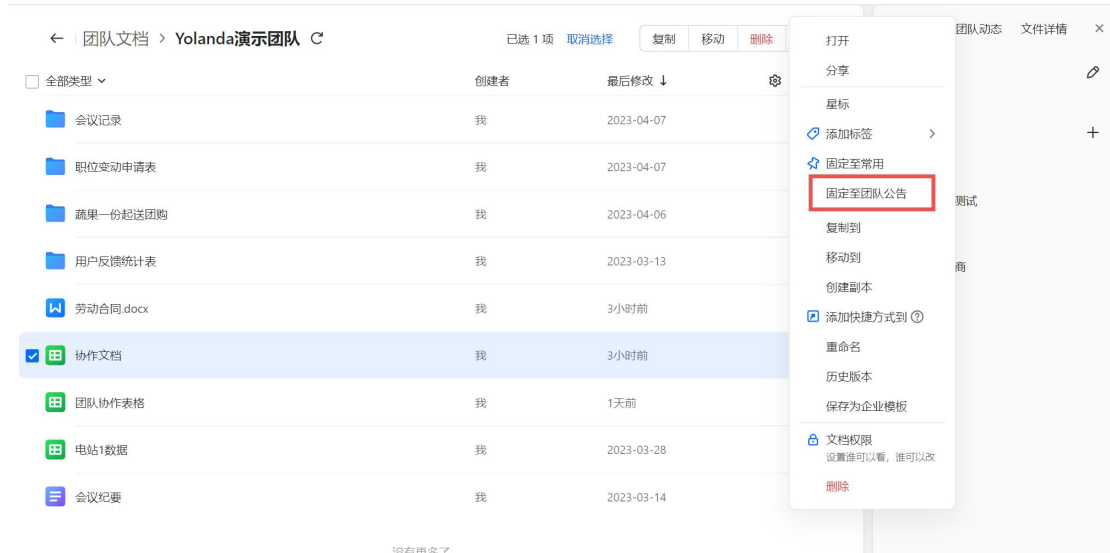 团队文档 > Yolanda演示团队
已选 1 项 取消选择 复制 移动 删除
团队动态 文件详情
全部类型 创建者 最后修改 ↓
会议记录 我 2023-04-07
职位变动申请表 我 2023-04-07
蔬果一份起送团购 我 2023-04-06
用户反馈统计表 我 2023-03-13
劳动合同.docx 我 3小时前
协作文档 我 3小时前
团队协作表格 我 1天前
电站1数据 我 2023-03-28
会议纪要 我 2023-03-14
打开
分享
星标
添加标签
固定至常用
固定至团队公告
复制到
移动到
创建副本
添加快捷方式到
重命名
历史版本
保存为企业模板
文档权限
设置谁可以看，谁可以改
删除
测试
商
没有更多了